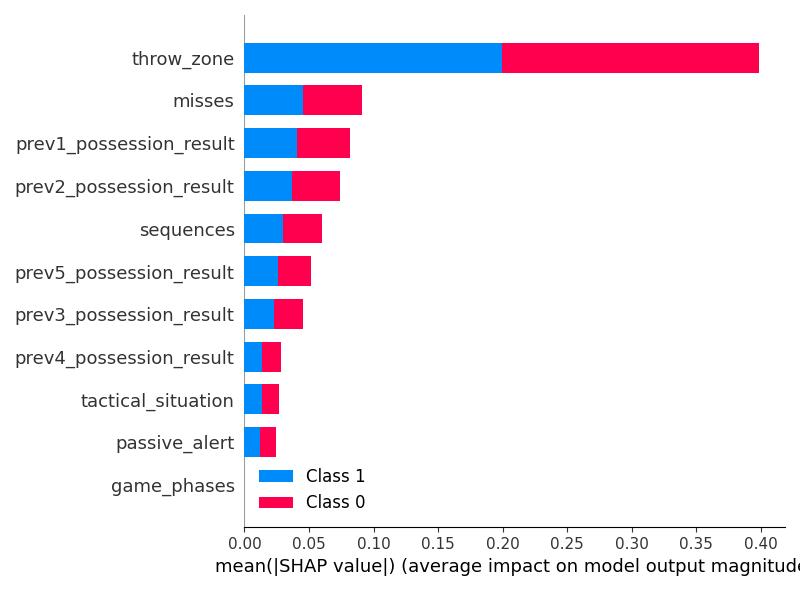 throw_zone
misses
prev1_possession_result
prev2_possession_result
sequences
prev5_possession_result
prev3_possession_result
prev4_possession_result
tactical_situation
passive_alert
game_phases
Class 1
Class 0
0.00 0.05 0.10 0.15 0.20 0.25 0.30 0.35 0.40
mean(|SHAP value|) (average impact on model output magnitude